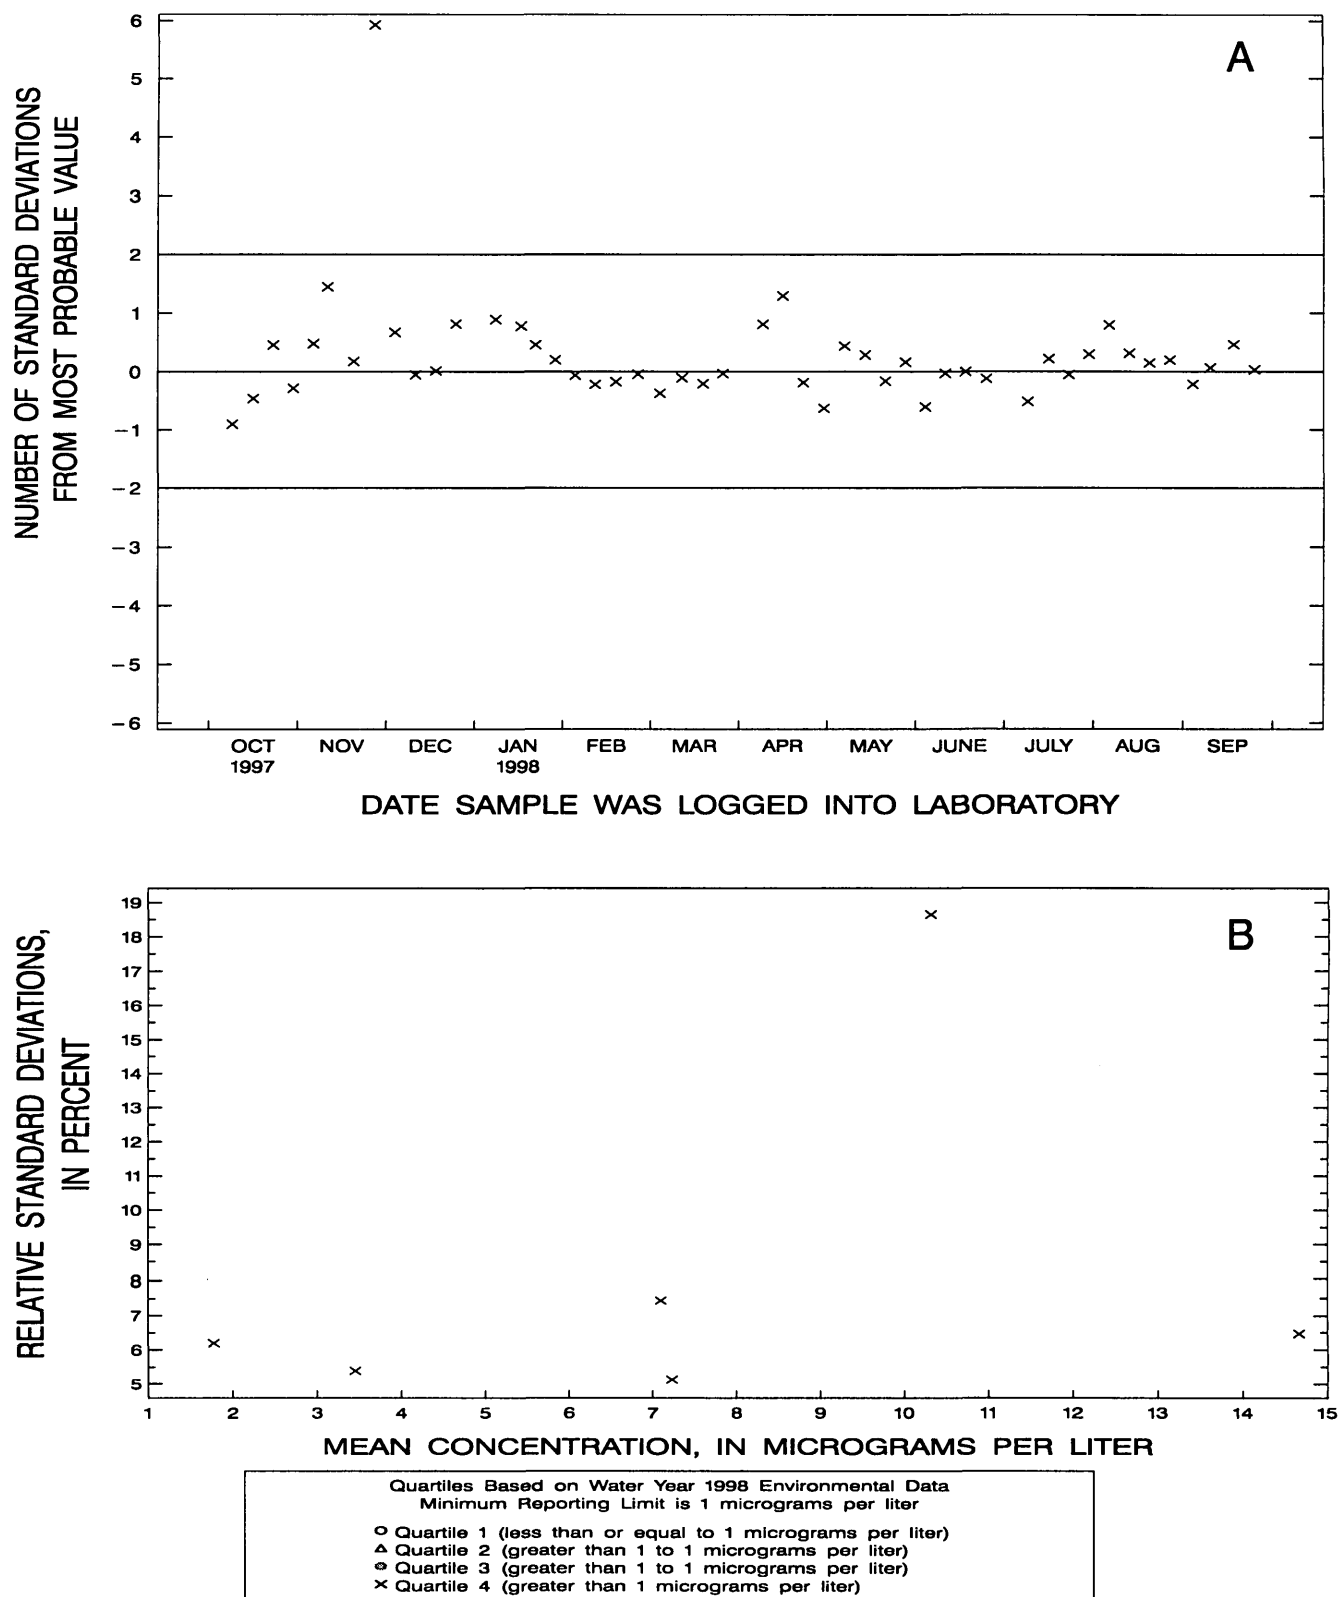 NUMBER OF STANDARD DEVIATIONS
FROM MOST PROBABLE VALUE
6
5
4
3
2
1
0
−1
−2
−3
−4
−5
−6
A
OCT NOV DEC JAN FEB MAR APR MAY JUNE JULY AUG SEP
1997 1998
DATE SAMPLE WAS LOGGED INTO LABORATORY
RELATIVE STANDARD DEVIATIONS,
IN PERCENT
19
18
17
16
15
14
13
12
11
10
9
8
7
6
5
B
1 2 3 4 5 6 7 8 9 10 11 12 13 14 15
MEAN CONCENTRATION, IN MICROGRAMS PER LITER
Quartiles Based on Water Year 1998 Environmental Data
Minimum Reporting Limit is 1 micrograms per liter
Quartile 1 (less than or equal to 1 micrograms per liter)
Quartile 2 (greater than 1 to 1 micrograms per liter)
Quartile 3 (greater than 1 to 1 micrograms per liter)
Quartile 4 (greater than 1 micrograms per liter)